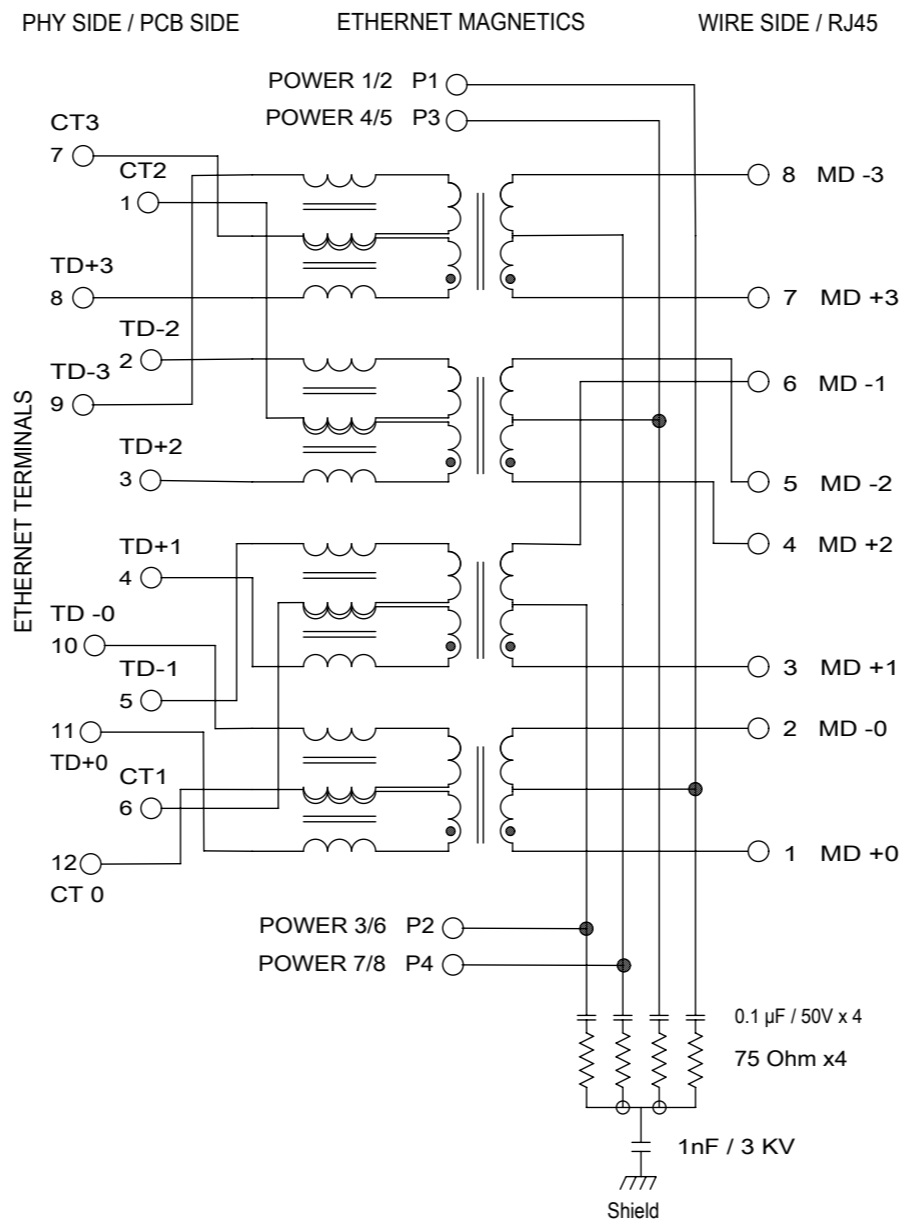 PHY SIDE / PCB SIDE
ETHERNET MAGNETICS
WIRE SIDE / RJ45
POWER 1/2 P1
POWER 4/5 P3
CT3
7
CT2
1
TD+3
8
TD-2
2
TD-3
9
TD+2
3
TD+1
4
TD -0
10
TD-1
5
11
TD+0
CT1
6
12
CT 0
ETHERNET TERMINALS
8 MD -3
7 MD +3
6 MD -1
5 MD -2
4 MD +2
3 MD +1
2 MD -0
1 MD +0
POWER 3/6 P2
POWER 7/8 P4
0.1 µF / 50V x 4
75 Ohm x4
1nF / 3 KV
Shield